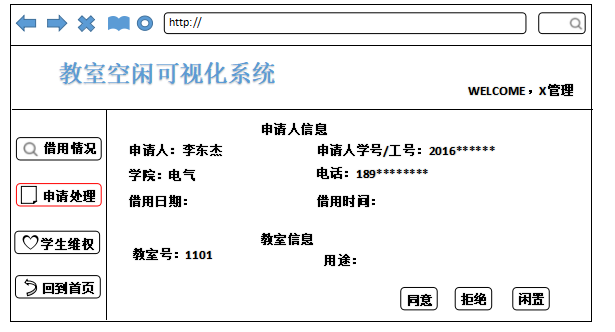 http://
教室空闲可视化系统
WELCOME，X管理
借用情况
申请处理
学生维权
回到首页
申请人信息
申请人：李东杰 申请人学号/工号：2016******
学院：电气 电话：189********
借用日期： 借用时间：
教室信息
教室号：1101 用途：
同意 拒绝 闲置